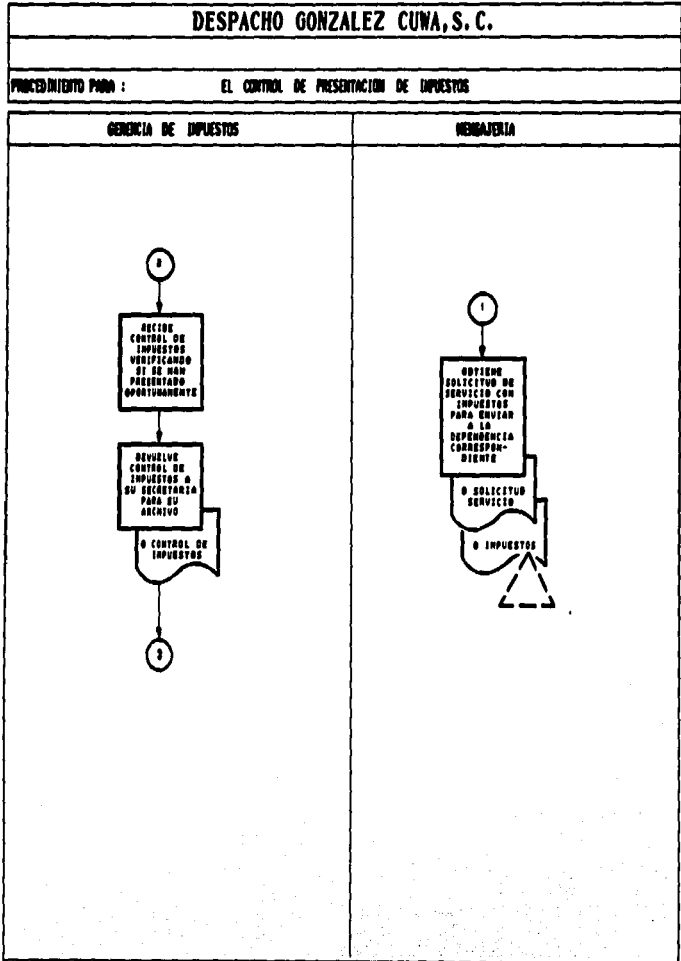 DESPACHO GONZALEZ CUWA, S. C.
PROCEDIMIENTO PARA :
EL CONTROL DE PRESENTACION DE IMPUESTOS
GERENCIA DE IMPUESTOS
MENSAJERIA
2
RECIBE
CONTROL DE
IMPUESTOS
VERIFICANDO
SI SE HAN
PRESENTADO
OPORTUNAMENTE
DEVUELVE
CONTROL DE
IMPUESTOS A
SU SECRETARIA
PARA SU
ARCHIVO
O CONTROL DE
IMPUESTOS
3
1
OBTIENE
SOLICITUD DE
SERVICIO CON
IMPUESTOS
PARA ENVIAR
A LA
DEPENDENCIA
CORRESPON-
DIENTE
O SOLICITUD
SERVICIO
O IMPUESTOS